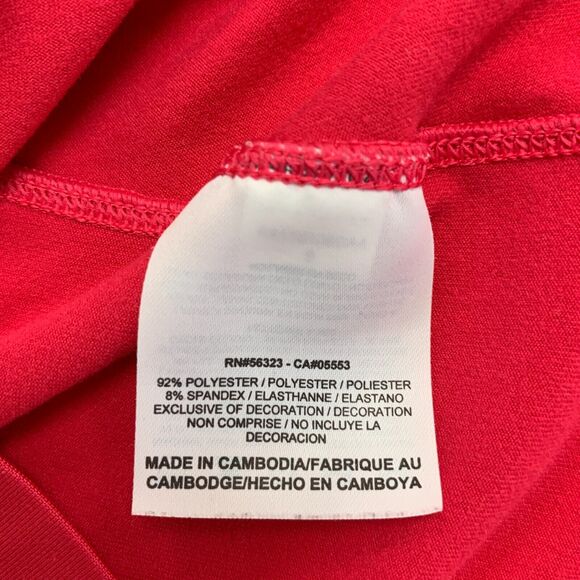 RN#56323 - CA#05553
92% POLYESTER / POLYESTER / POLIESTER
8% SPANDEX / ELASTHANNE / ELASTANO
EXCLUSIVE OF DECORATION / DECORATION
NON COMPRISE / NO INCLUYE LA
DECORACION
MADE IN CAMBODIA/FABRIQUE AU
CAMBODGE/HECHO EN CAMBOYA